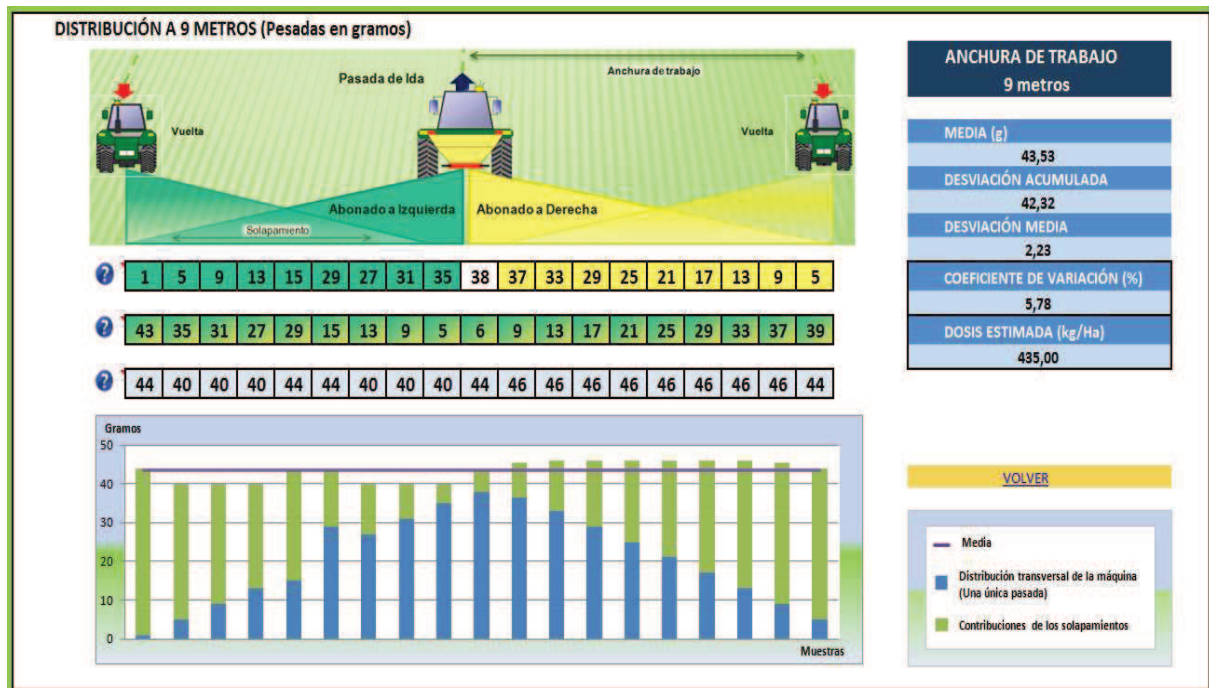 DISTRIBUCIÓN A 9 METROS (Pesadas en gramos)
Pasada de Ida
Anchura de trabajo
Vuelta
Vuelta
Abonado a Izquierda
Abonado a Derecha
Solapamiento
? 1 5 9 13 15 29 27 31 35 38 37 33 29 25 21 17 13 9 5
? 43 35 31 27 29 15 13 9 5 6 9 13 17 21 25 29 33 37 39
? 44 40 40 40 44 44 40 40 40 44 46 46 46 46 46 46 46 46 44
Gramos
50
40
30
20
10
0
Muestras
ANCHURA DE TRABAJO
9 metros
MEDIA (g)
43,53
DESVIACIÓN ACUMULADA
42,32
DESVIACIÓN MEDIA
2,23
COEFICIENTE DE VARIACIÓN (%)
5,78
DOSIS ESTIMADA (kg/Ha)
435,00
VOLVER
Media
Distribución transversal de la máquina
(Una única pasada)
Contribuciones de los solapamientos